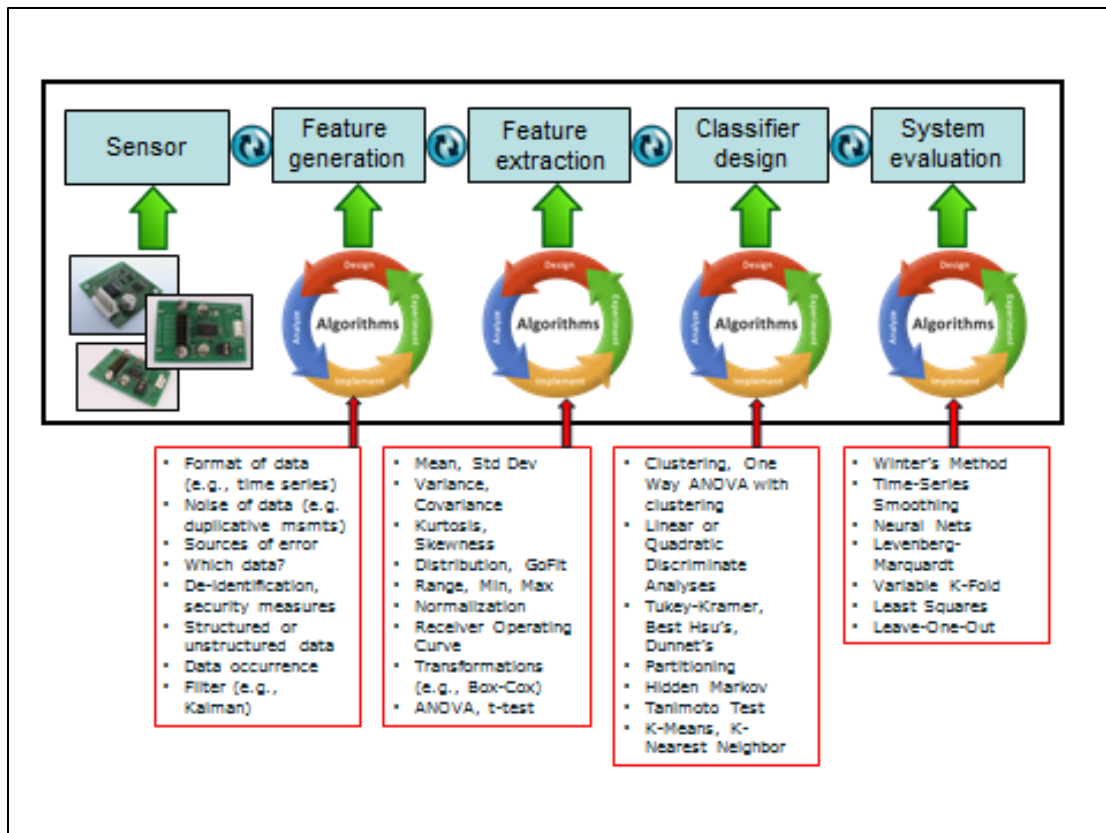 Sensor
Feature
generation
Feature
extraction
Classifier
design
System
evaluation
Design
Analyze
Algorithms
Experiment
Implement
Design
Analyze
Algorithms
Experiment
Implement
Design
Analyze
Algorithms
Experiment
Implement
Design
Analyze
Algorithms
Experiment
Implement
• Format of data
(e.g., time series)
• Noise of data (e.g.
duplicative msmts)
• Sources of error
• Which data?
• De-identification,
security measures
• Structured or
unstructured data
• Data occurrence
• Filter (e.g.,
Kalman)
• Mean, Std Dev
• Variance,
Covariance
• Kurtosis,
Skewness
• Distribution, GoFit
• Range, Min, Max
• Normalization
• Receiver Operating
Curve
• Transformations
(e.g., Box-Cox)
• ANOVA, t-test
• Clustering, One
Way ANOVA with
clustering
• Linear or
Quadratic
Discriminate
Analyses
• Tukey-Kramer,
Best Hsu's,
Dunnet's
• Partitioning
• Hidden Markov
• Tanimoto Test
• K-Means, K-
Nearest Neighbor
• Winter's Method
• Time-Series
Smoothing
• Neural Nets
• Levenberg-
Marquardt
• Variable K-Fold
• Least Squares
• Leave-One-Out